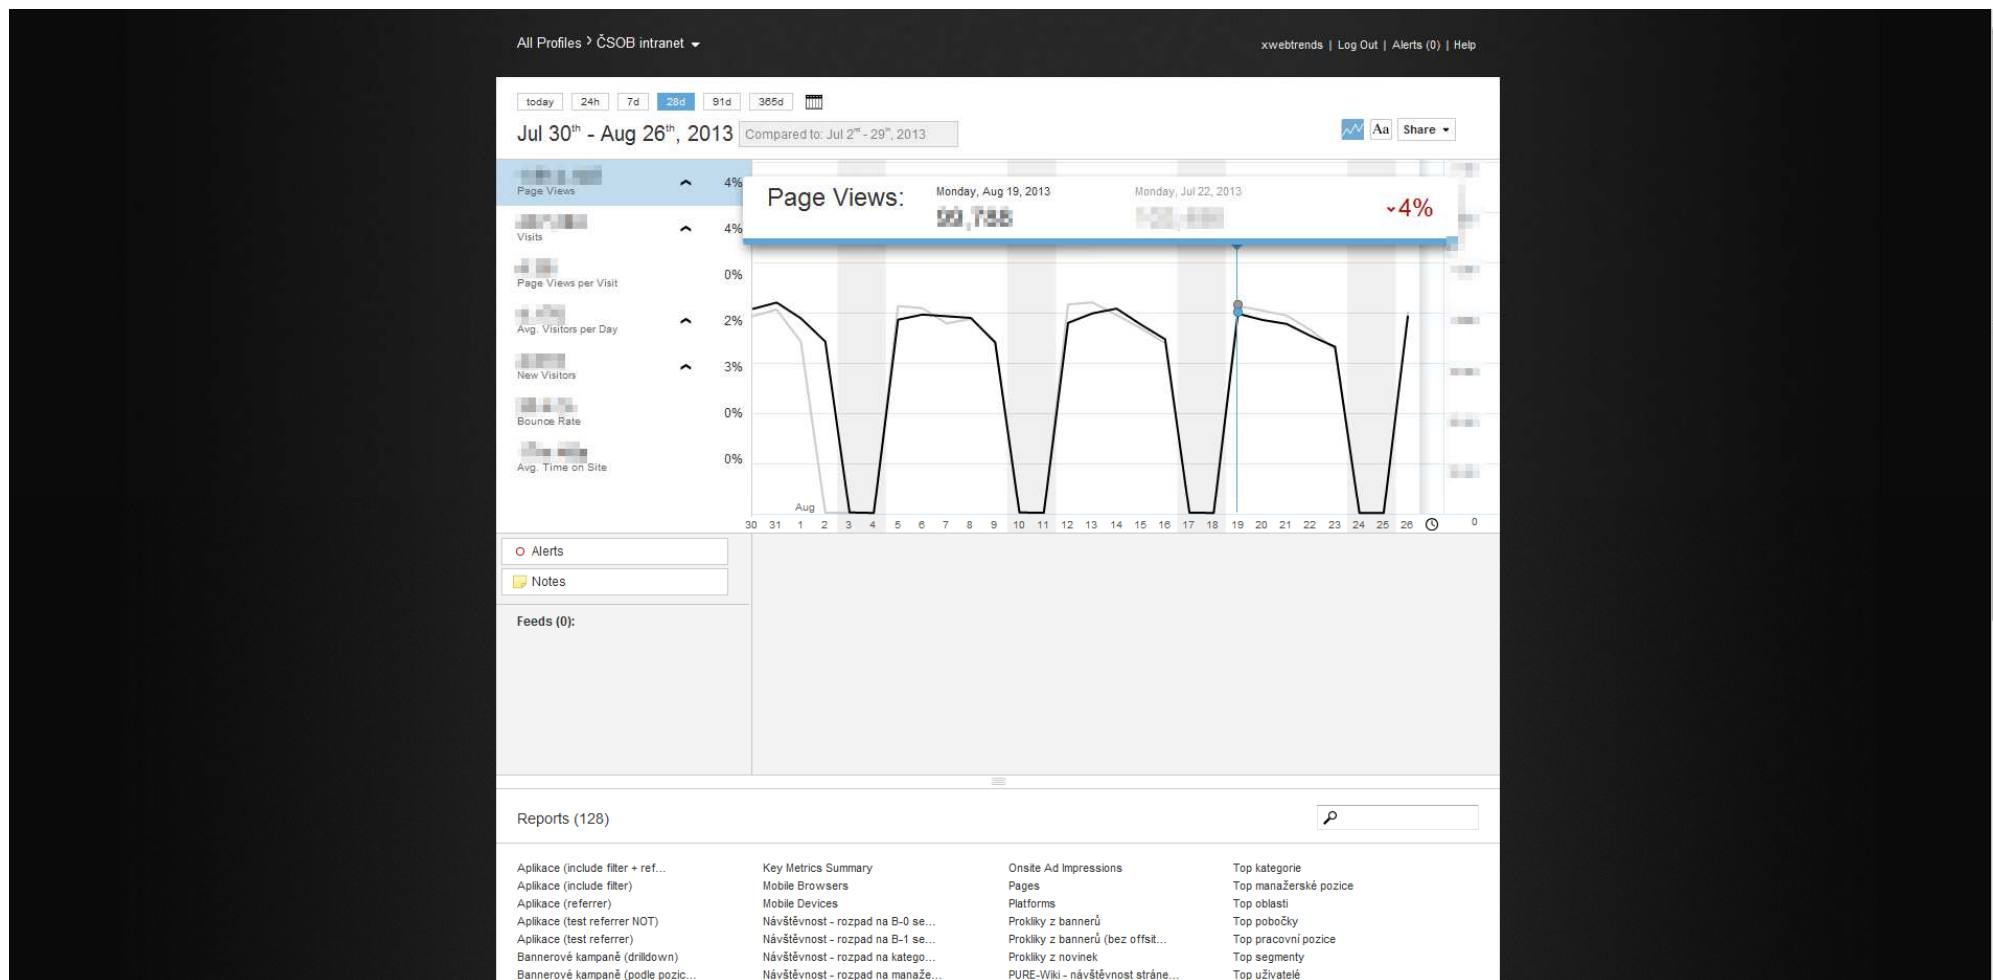 All Profiles > ČSOB intranet
xwebtrends | Log Out | Alerts (0) | Help
today 24h 7d 28d 91d 365d
Jul 30th - Aug 26th, 2013 Compared to: Jul 2nd - 29th, 2013
Aa Share
Page Views 4%
Visits 4%
Page Views per Visit 0%
Avg. Visitors per Day 2%
New Visitors 3%
Bounce Rate 0%
Avg. Time on Site 0%
Page Views: Monday, Aug 19, 2013 Monday, Jul 22, 2013
4%
Aug
30 31 1 2 3 4 5 6 7 8 9 10 11 12 13 14 15 16 17 18 19 20 21 22 23 24 25 26 0
Alerts
Notes
Feeds (0):
Reports (128)
Aplikace (include filter + ref...
Aplikace (include filter)
Aplikace (referrer)
Aplikace (test referrer NOT)
Aplikace (test referrer)
Bannerové kampaně (drilldown)
Bannerové kampaně (podle pozic...
Key Metrics Summary
Mobile Browsers
Mobile Devices
Návštěvnost - rozpad na B-0 se...
Návštěvnost - rozpad na B-1 se...
Návštěvnost - rozpad na katego...
Návštěvnost - rozpad na manaže...
Onsite Ad Impressions
Pages
Platforms
Prokliky z bannerů
Prokliky z bannerů (bez offsit...
Prokliky z novinek
PURE-Wiki - návštěvnost stráne...
Top kategorie
Top manažerské pozice
Top oblasti
Top pobočky
Top pracovní pozice
Top segmenty
Top uživatelé